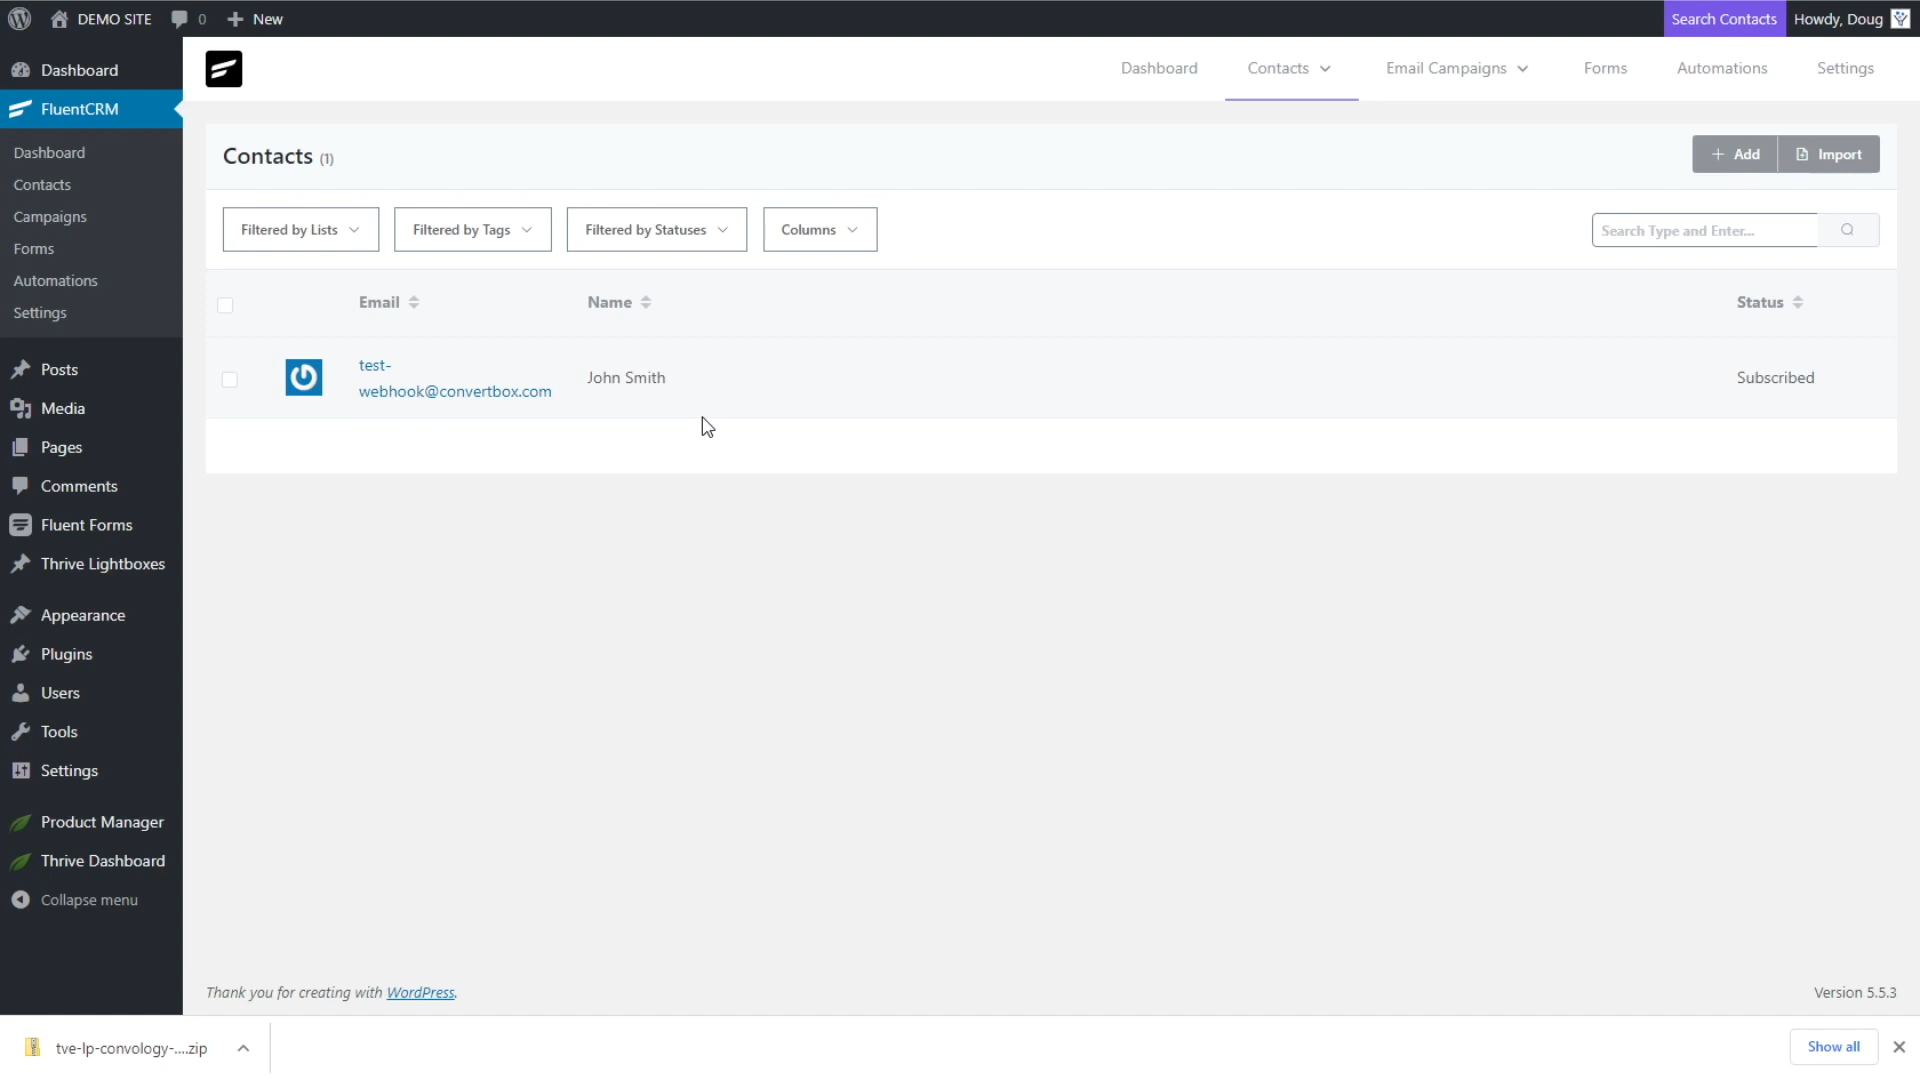 DEMO SITE
0
New
Search Contacts
Howdy, Doug
Dashboard
FluentCRM
Dashboard
Contacts
Campaigns
Forms
Automations
Settings
Posts
Media
Pages
Comments
Fluent Forms
Thrive Lightboxes
Appearance
Plugins
Users
Tools
Settings
Product Manager
Thrive Dashboard
Collapse menu
Dashboard
Contacts
Email Campaigns
Forms
Automations
Settings
Contacts (1)
+ Add
Import
Filtered by Lists
Filtered by Tags
Filtered by Statuses
Columns
Search Type and Enter...
Email
Name
Status
test-
webhook@convertbox.com
John Smith
Subscribed
Thank you for creating with WordPress.
Version 5.5.3
tve-lp-convology-....zip
Show all